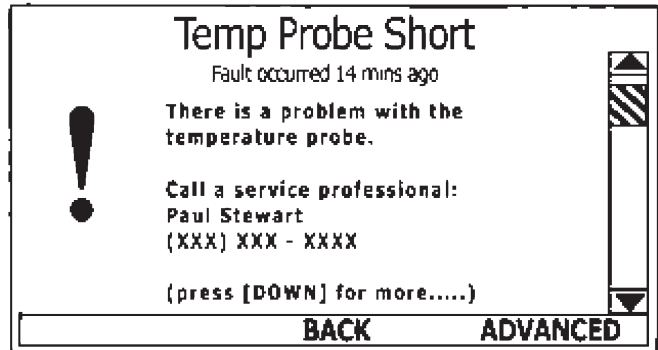 Temp Probe Short
Fault occurred 14 mins ago
There is a problem with the
temperature probe.
Call a service professional:
Paul Stewart
(XXX) XXX - XXXX
(press [DOWN] for more.....)
BACK ADVANCED